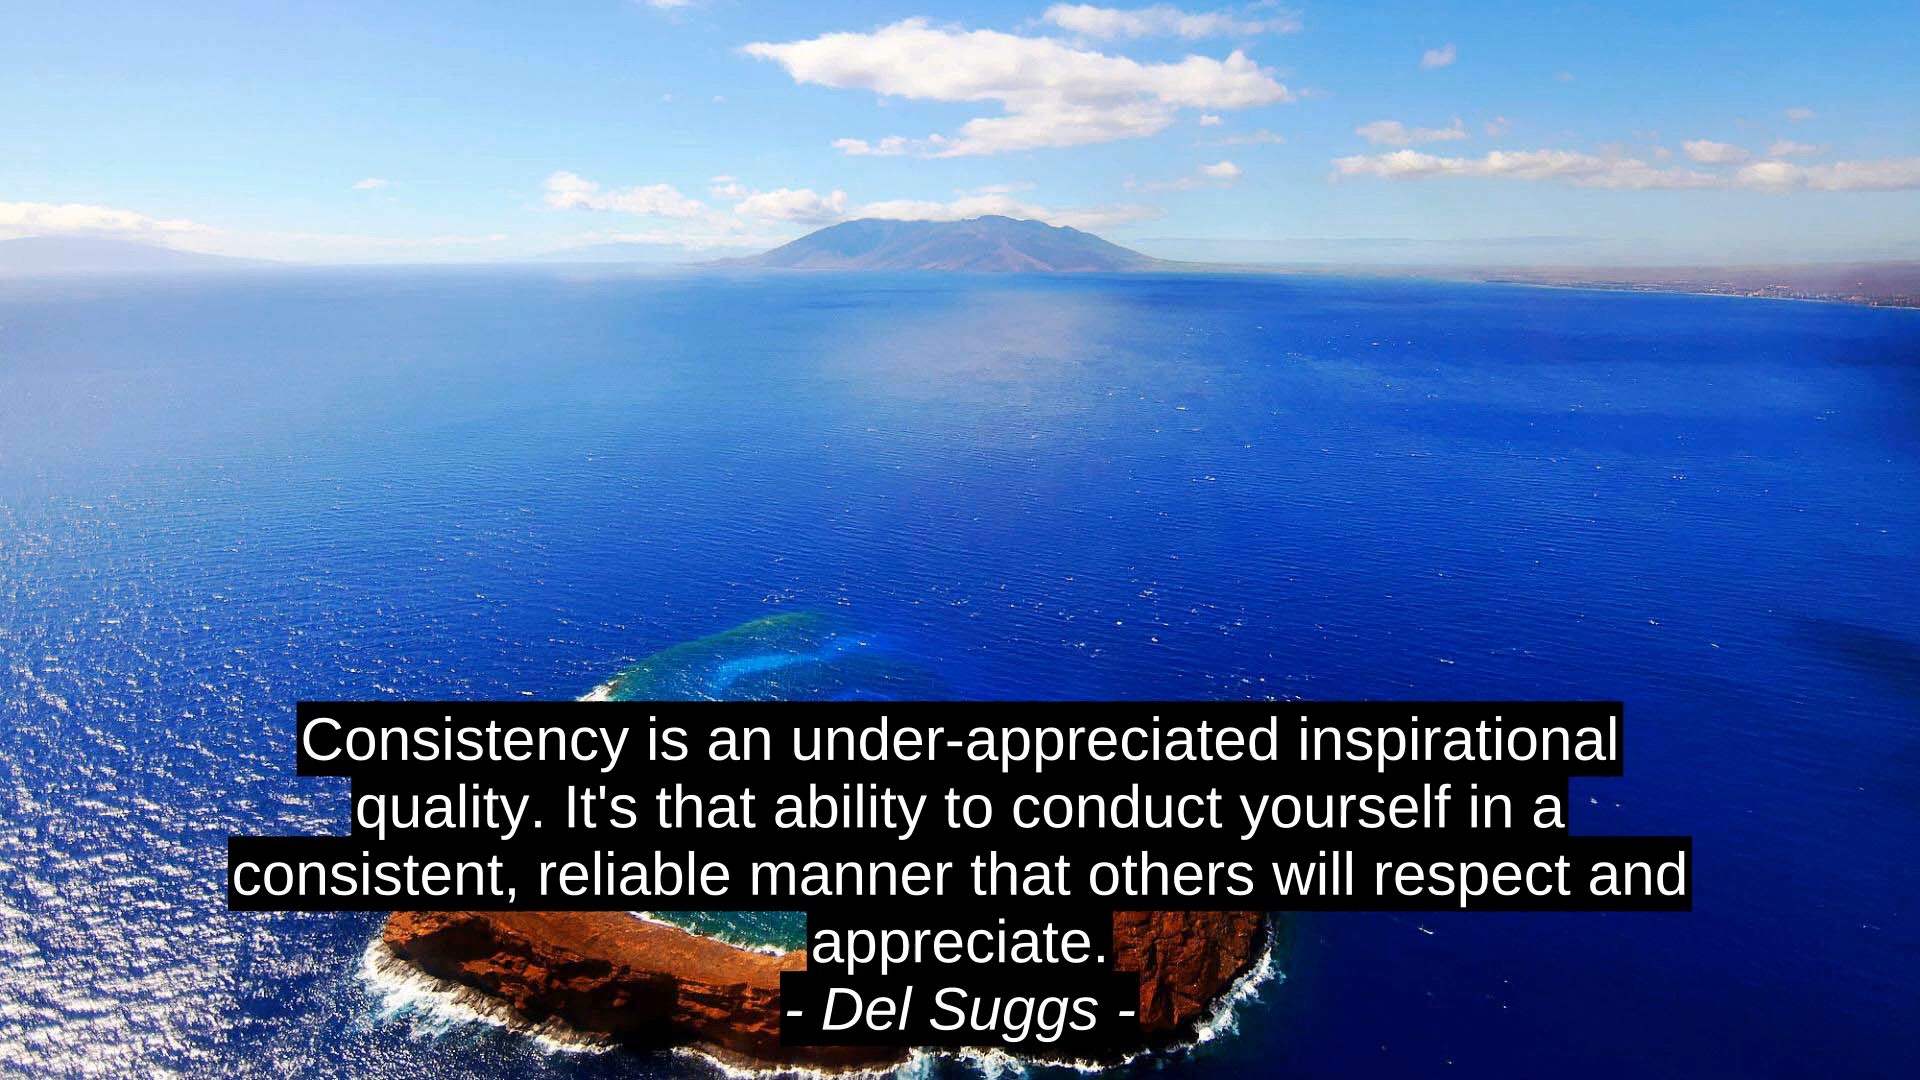 Consistency is an under-appreciated inspirational
quality. It's that ability to conduct yourself in a
consistent, reliable manner that others will respect and
appreciate.
- Del Suggs -